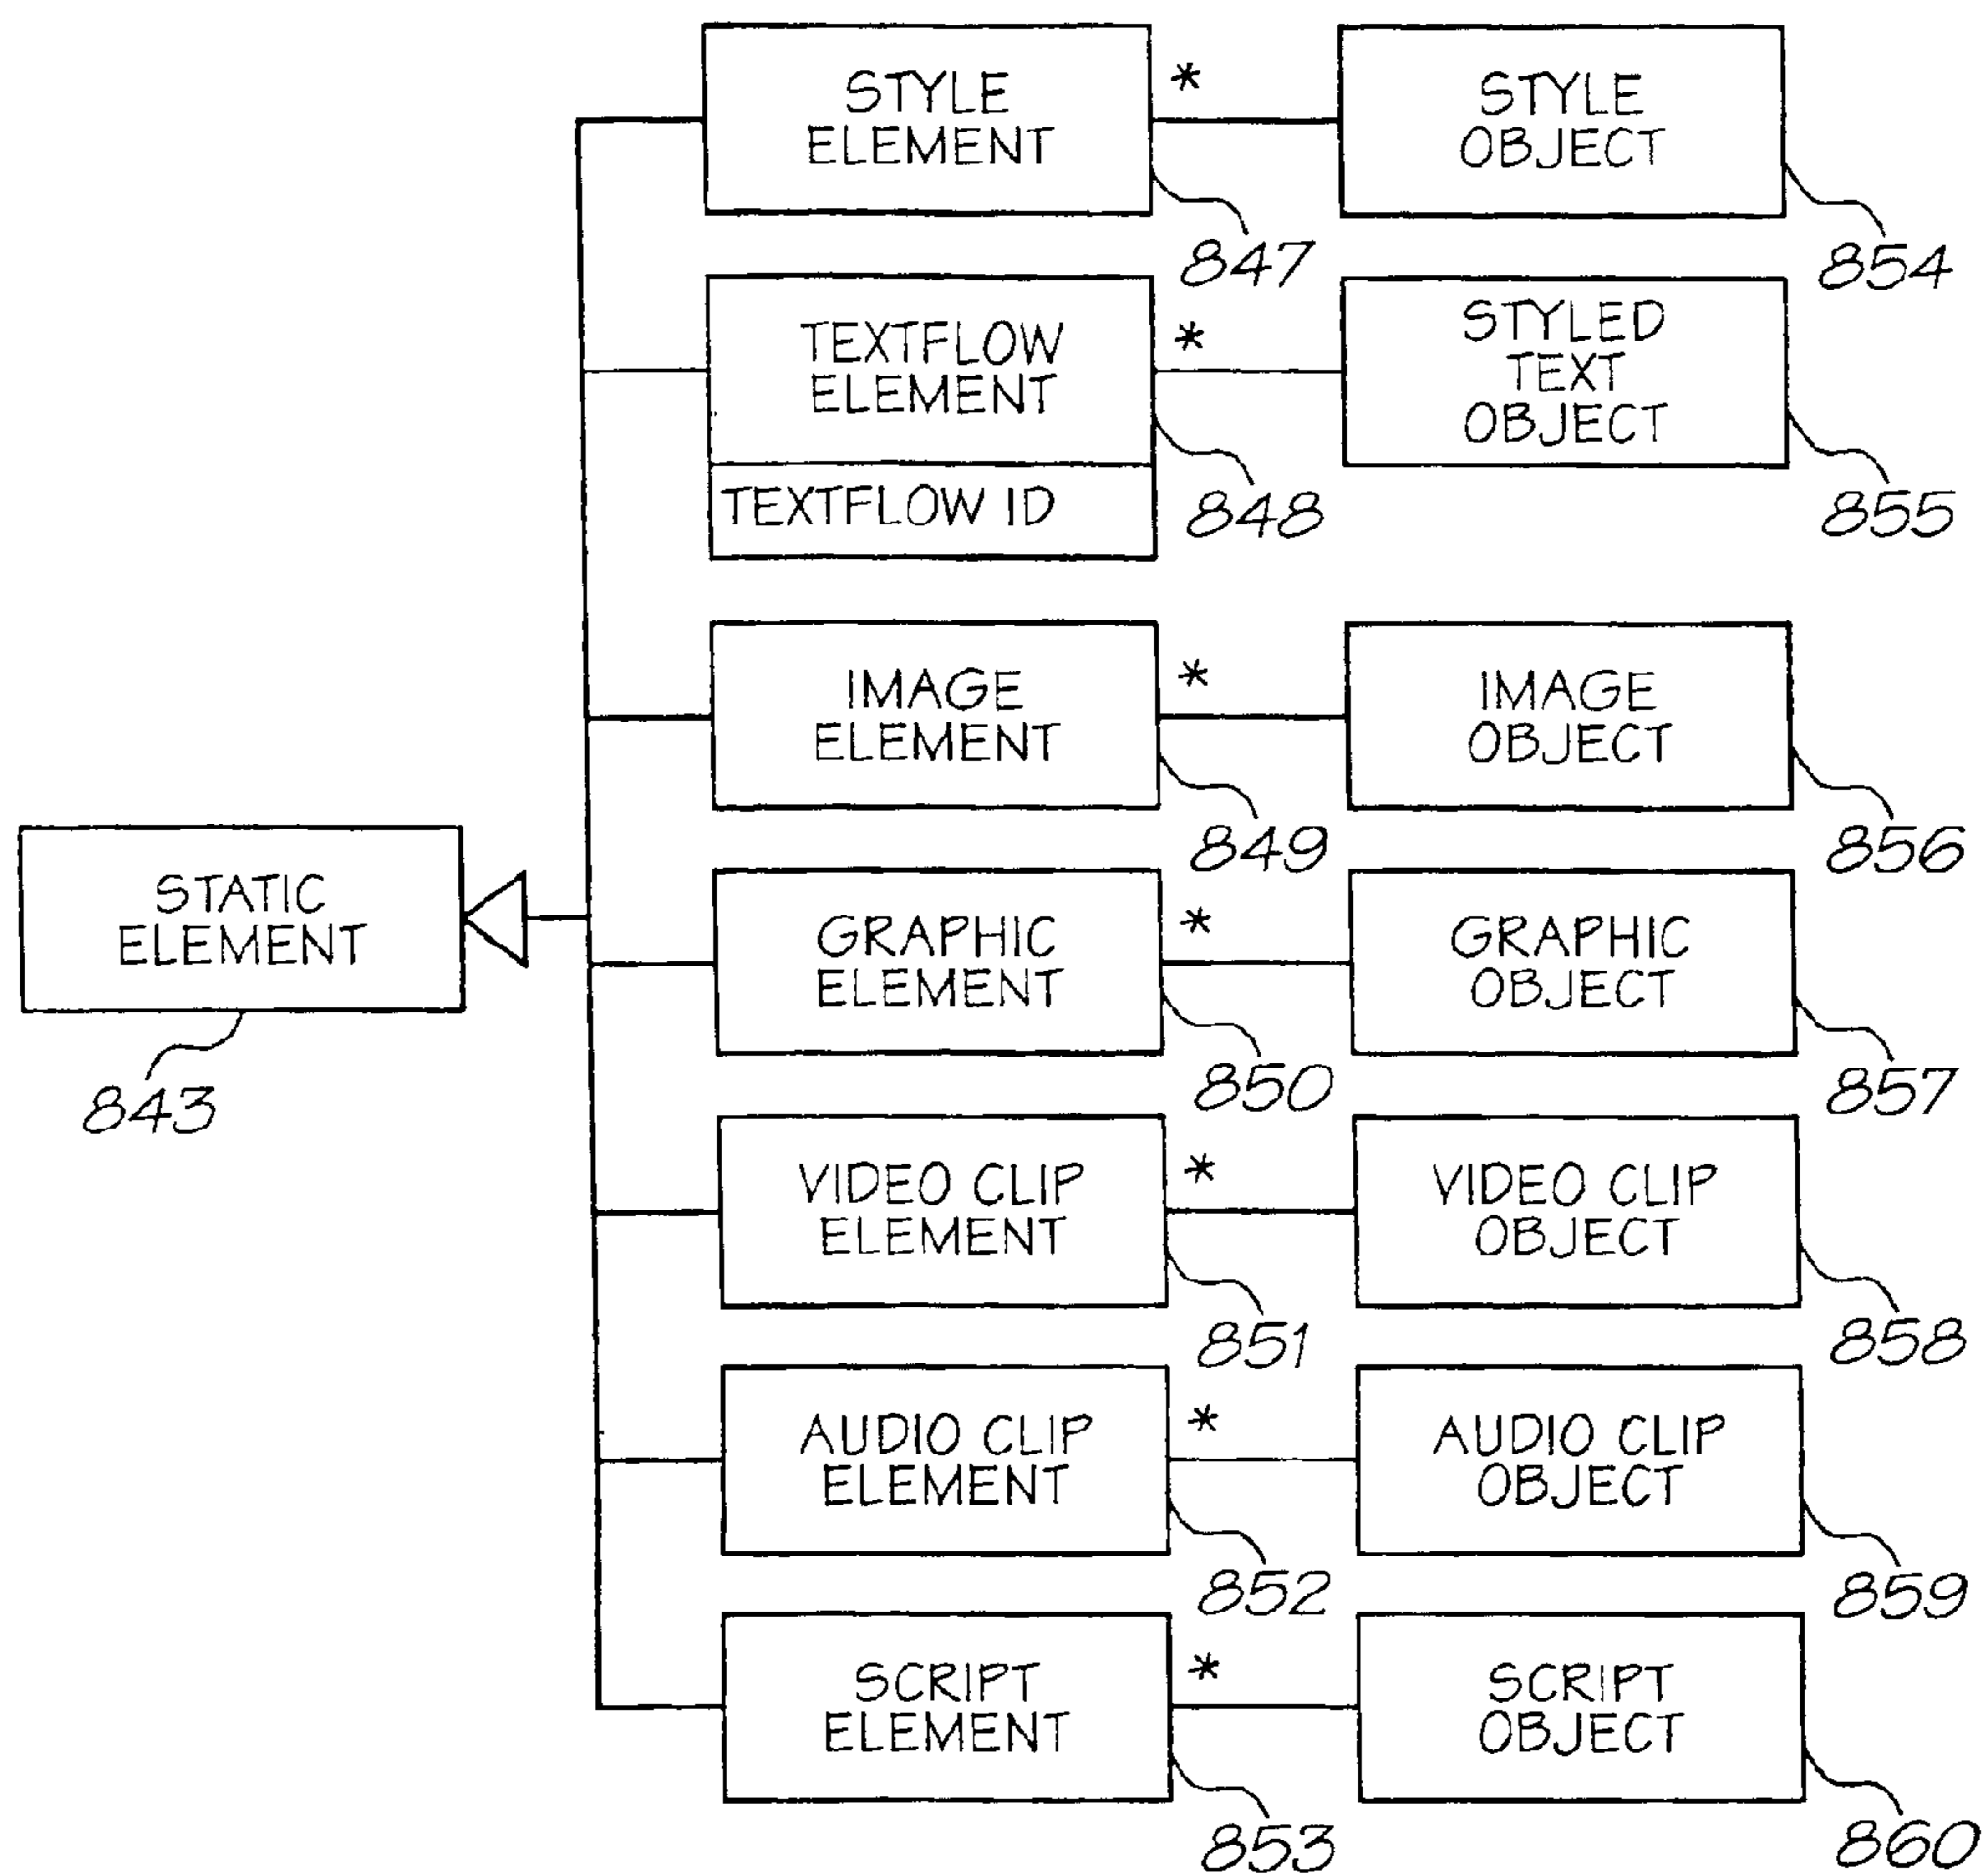 STYLE
ELEMENT
*
STYLE
OBJECT
847
854
TEXTFLOW
ELEMENT
TEXTFLOW ID
*
STYLED
TEXT
OBJECT
848
855
IMAGE
ELEMENT
*
IMAGE
OBJECT
849
856
STATIC
ELEMENT
843
GRAPHIC
ELEMENT
*
GRAPHIC
OBJECT
850
857
VIDEO CLIP
ELEMENT
*
VIDEO CLIP
OBJECT
851
858
AUDIO CLIP
ELEMENT
*
AUDIO CLIP
OBJECT
852
859
SCRIPT
ELEMENT
*
SCRIPT
OBJECT
853
860